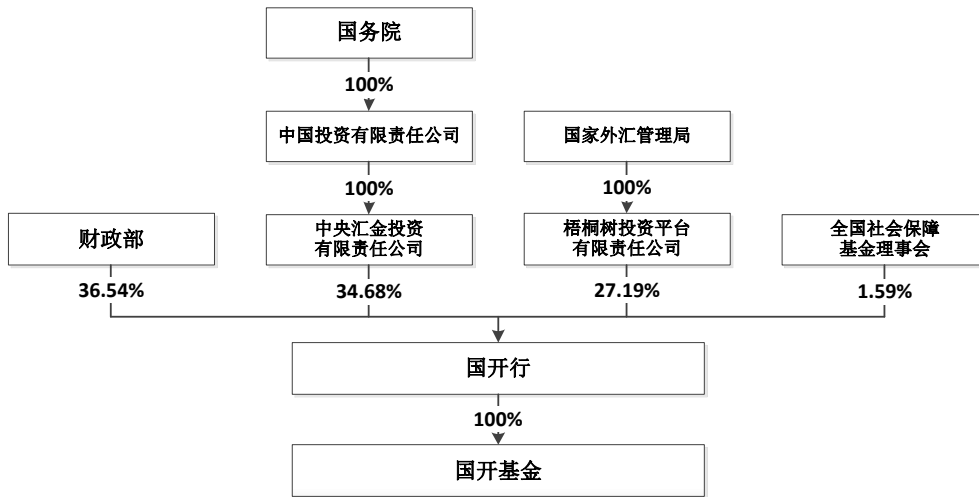 国务院
100%
中国投资有限责任公司
国家外汇管理局
100%
100%
财政部
中央汇金投资
有限责任公司
梧桐树投资平台
有限责任公司
全国社会保障
基金理事会
36.54%
34.68%
27.19%
1.59%
国开行
100%
国开基金